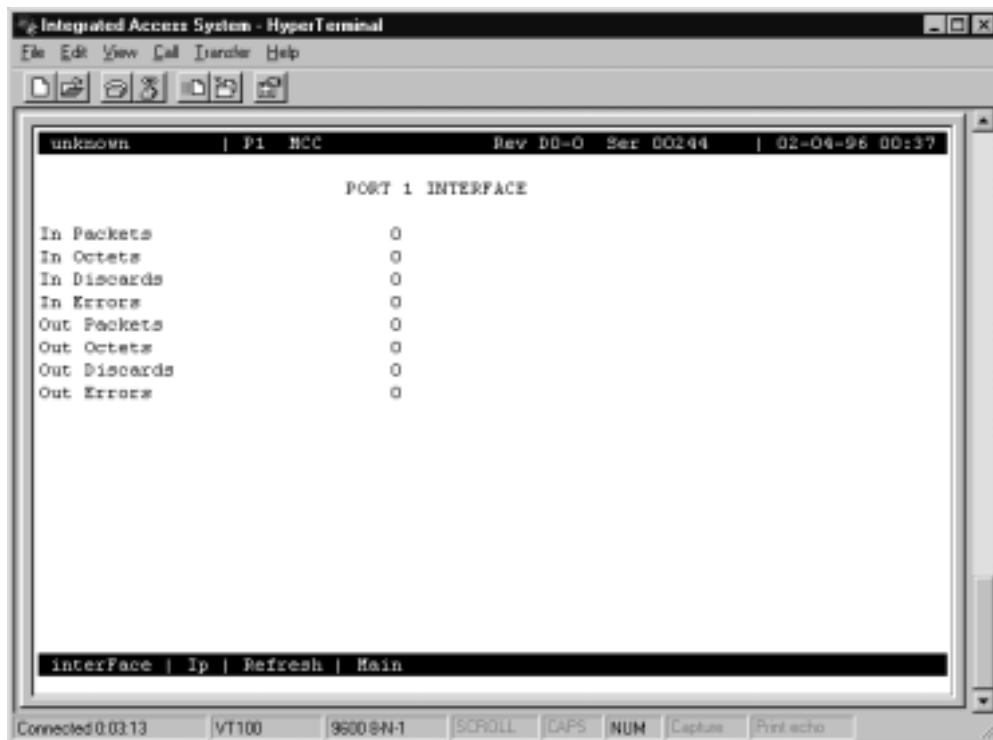 Integrated Access System - HyperTerminal
File Edit View Call Transfer Help
unknown | P1 MCC Rev D0-0 Ser 00244 | 02-04-96 00:37
PORT 1 INTERFACE
In Packets 0
In Octets 0
In Discards 0
In Errors 0
Out Packets 0
Out Octets 0
Out Discards 0
Out Errors 0
interFace | Ip | Refresh | Main
Connected 0:03:13 VT100 9600 8-N-1 SCROLL CAPS NUM Capture Print echo